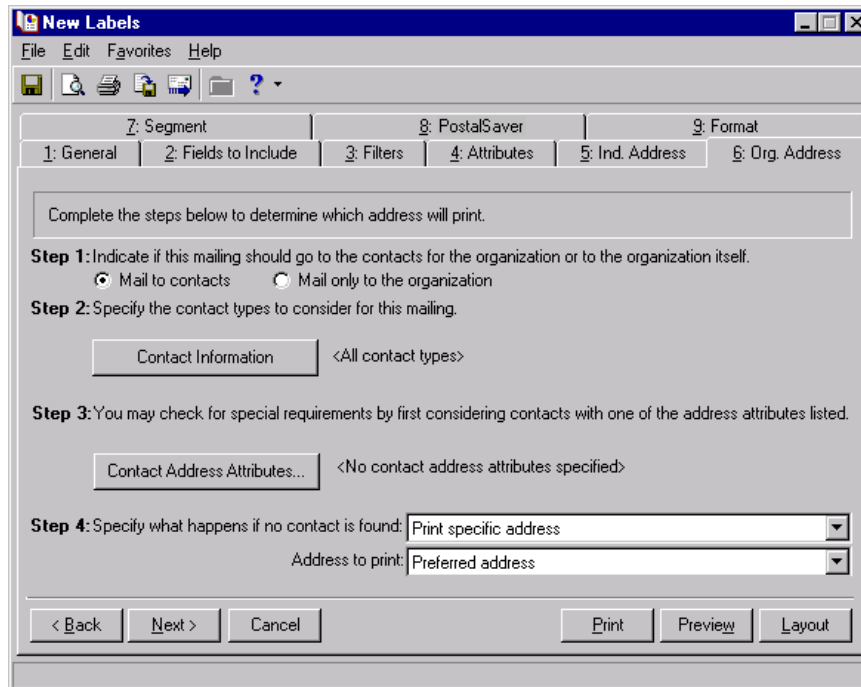 New Labels
File Edit Favorites Help
7: Segment 8: PostalSaver 9: Format
1: General 2: Fields to Include 3: Filters 4: Attributes 5: Ind. Address 6: Org. Address
Complete the steps below to determine which address will print.
Step 1: Indicate if this mailing should go to the contacts for the organization or to the organization itself.
Mail to contacts Mail only to the organization
Step 2: Specify the contact types to consider for this mailing.
Contact Information <All contact types>
Step 3: You may check for special requirements by first considering contacts with one of the address attributes listed.
Contact Address Attributes... <No contact address attributes specified>
Step 4: Specify what happens if no contact is found: Print specific address
Address to print: Preferred address
< Back Next > Cancel Print Preview Layout